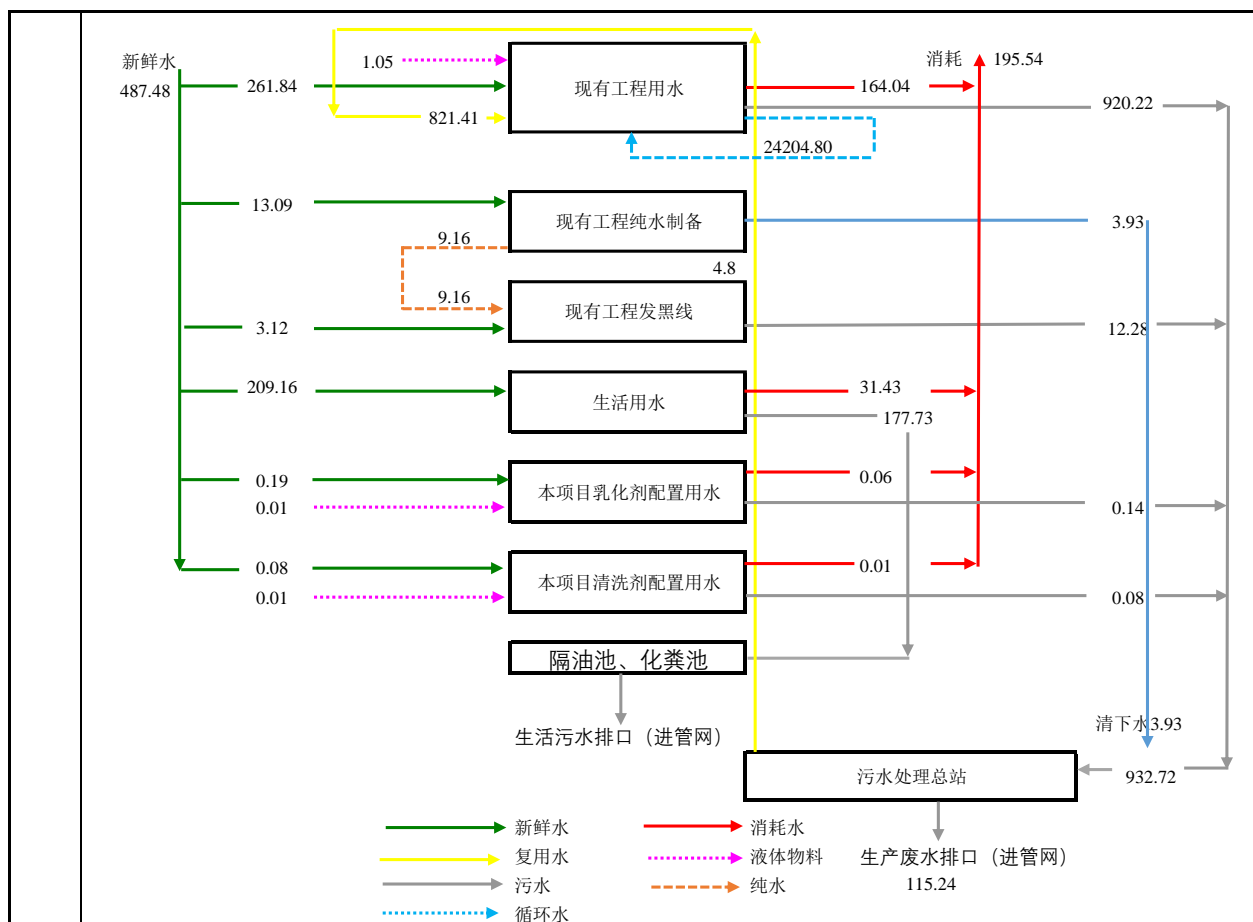 新鲜水
487.48
1.05
261.84
821.41
现有工程用水
消耗
195.54
164.04
920.22
24204.80
13.09
现有工程纯水制备
3.93
9.16
4.8
9.16
现有工程发黑线
3.12
12.28
209.16
生活用水
31.43
177.73
0.19
0.01
本项目乳化剂配置用水
0.06
0.14
0.08
0.01
本项目清洗剂配置用水
0.01
0.08
隔油池、化粪池
生活污水排口（进管网）
清下水3.93
污水处理总站
932.72
新鲜水
消耗水
复用水
液体物料
生产废水排口（进管网）
污水
纯水
115.24
循环水